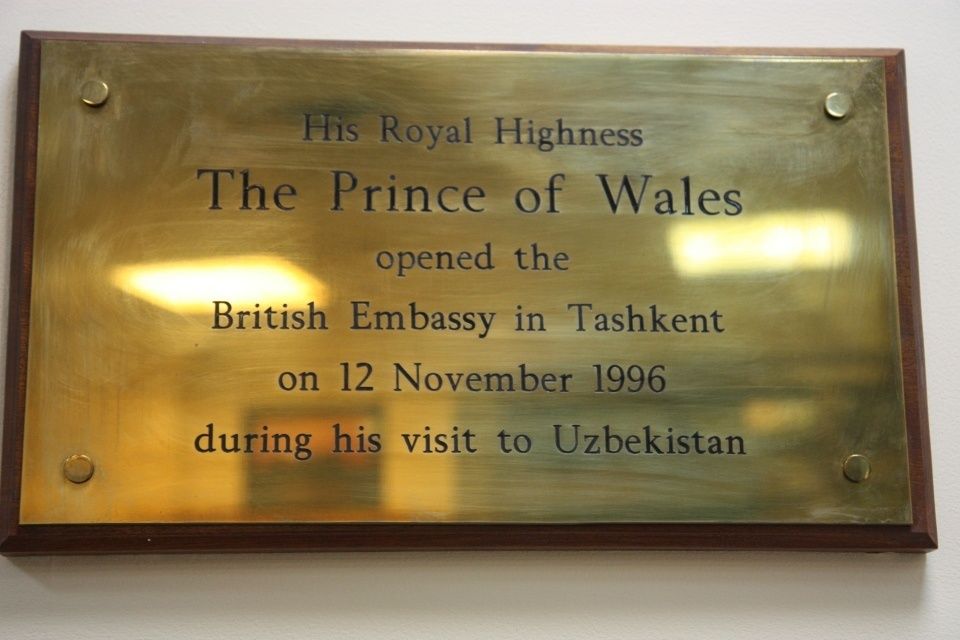 His Royal Highness
The Prince of Wales
opened the
British Embassy in Tashkent
on 12 November 1996
during his visit to Uzbekistan